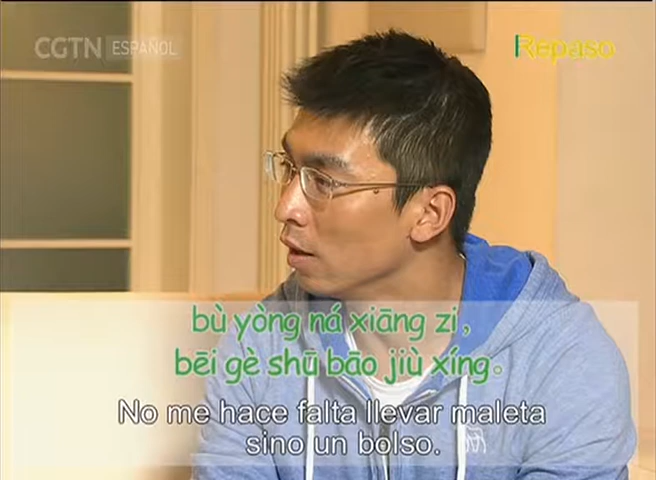 CGTN ESPAÑOL
Repaso
bù yòng ná xiāng zi,
bēi gè shū bāo jiù xíng。
No me hace falta llevar maleta
sino un bolso.